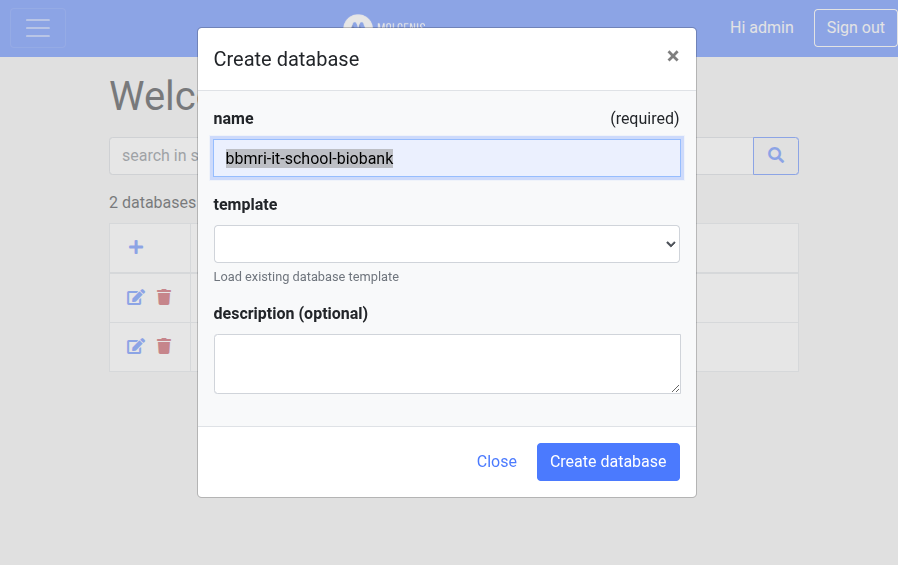 MOLGENIS
Hi admin
Sign out
Create database
×
Welc
search in s
2 databases
name
(required)
bbmri-it-school-biobank
template
Load existing database template
description (optional)
Close
Create database